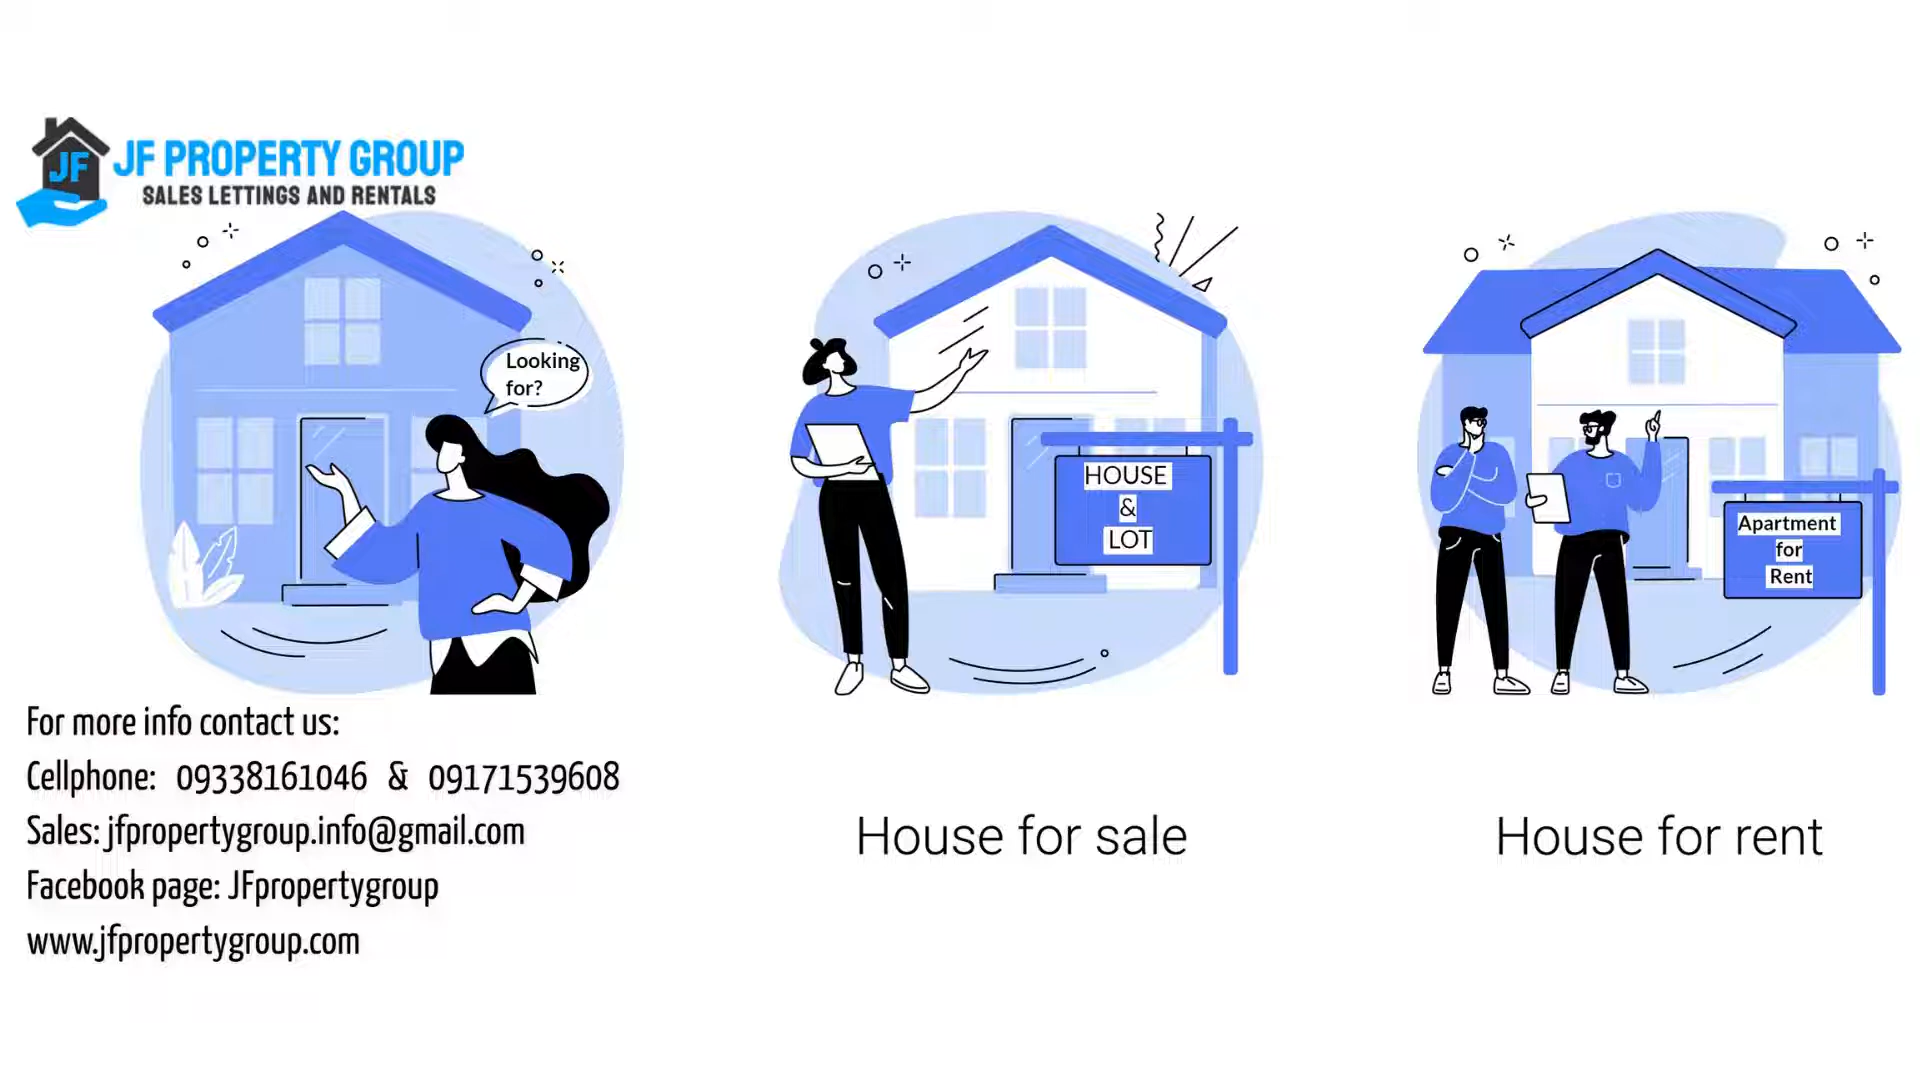 JF
JF PROPERTY GROUP
SALES LETTINGS AND RENTALS
Looking
for?
HOUSE
&
LOT
Apartment
for
Rent
For more info contact us:
Cellphone: 09338161046 & 09171539608
Sales: jfpropertygroup.info@gmail.com
Facebook page: JFpropertygroup
www.jfpropertygroup.com
House for sale
House for rent